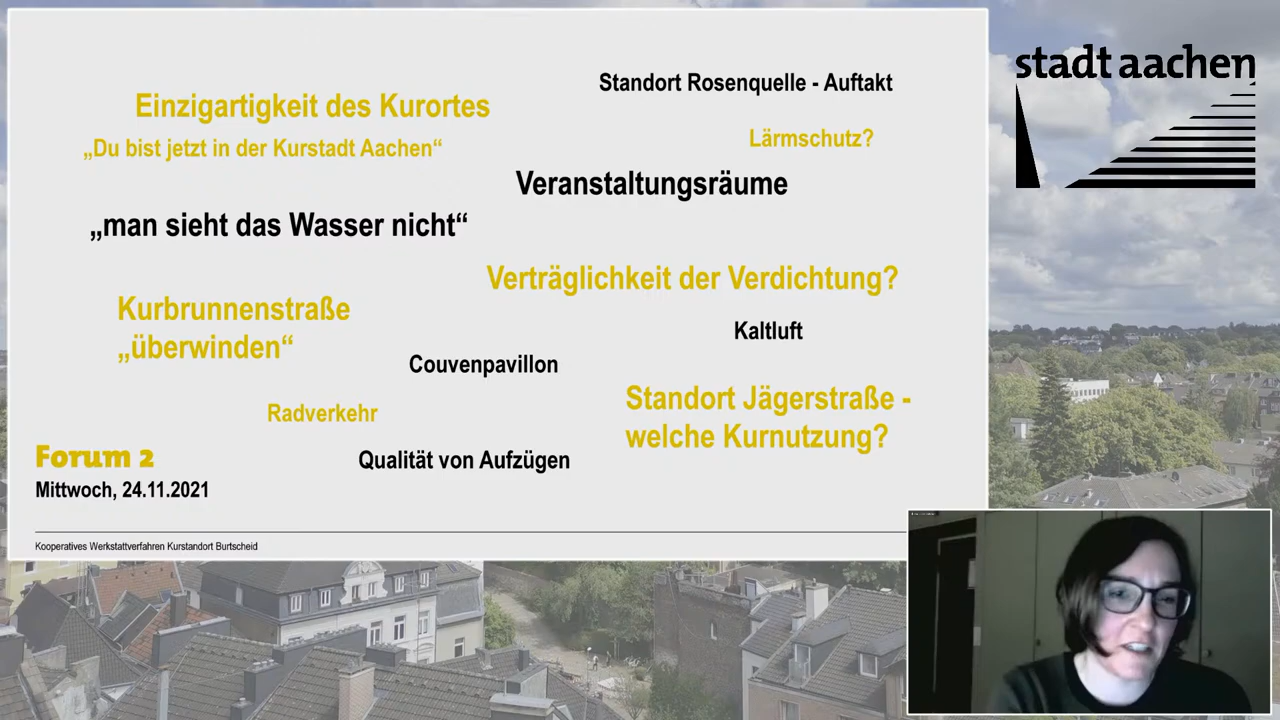 stadt aachen
Standort Rosenquelle - Auftakt
Einzigartigkeit des Kurortes
Lärmschutz?
„Du bist jetzt in der Kurstadt Aachen“
Veranstaltungsräume
„man sieht das Wasser nicht“
Verträglichkeit der Verdichtung?
Kurbrunnenstraße
„überwinden“
Kaltluft
Couvenpavillon
Standort Jägerstraße -
welche Kurnutzung?
Radverkehr
Forum 2
Qualität von Aufzügen
Mittwoch, 24.11.2021
Kooperatives Werkstattverfahren Kurstandort Burtscheid